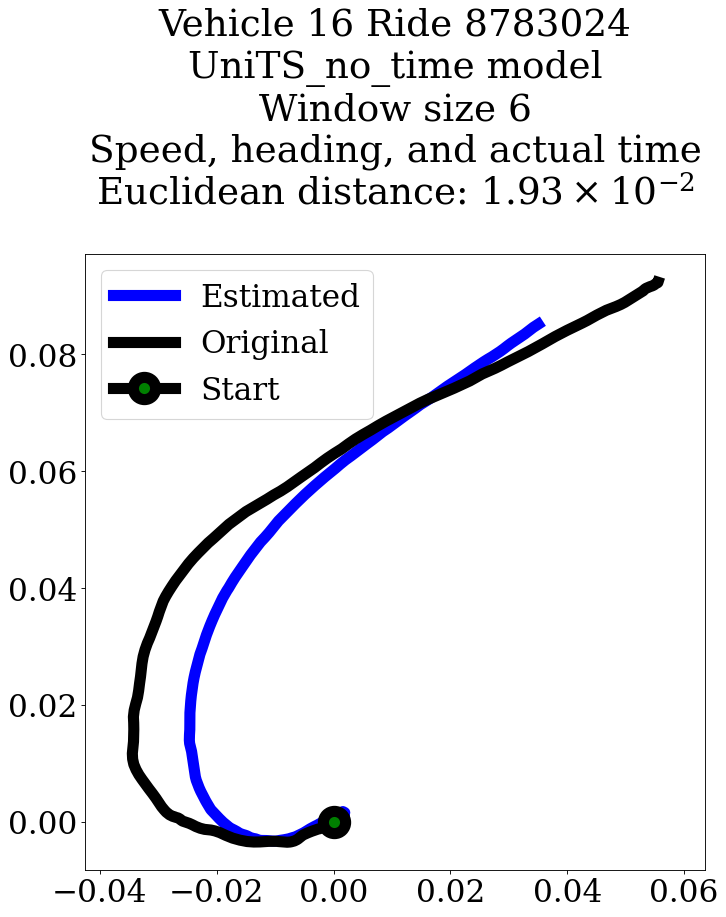 Vehicle 16 Ride 8783024
UniTS_no_time model
Window size 6
Speed, heading, and actual time
Euclidean distance: 1.93 × 10⁻²
Estimated
Original
Start
0.08
0.06
0.04
0.02
0.00
−0.04 −0.02 0.00 0.02 0.04 0.06